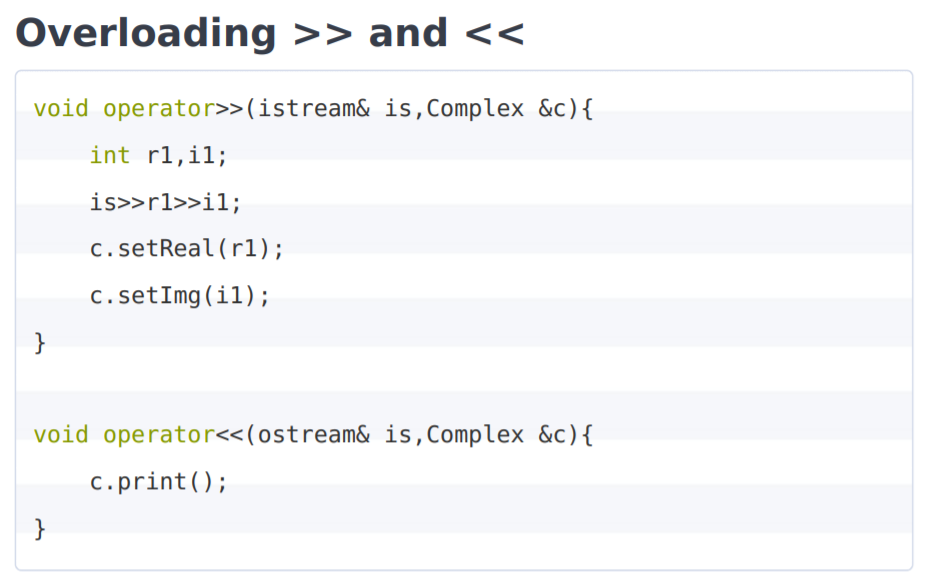 Overloading >> and <<
void operator>>(istream& is,Complex &c){
int r1,i1;
is>>r1>>i1;
c.setReal(r1);
c.setImg(i1);
}
void operator<<(ostream& is,Complex &c){
c.print();
}